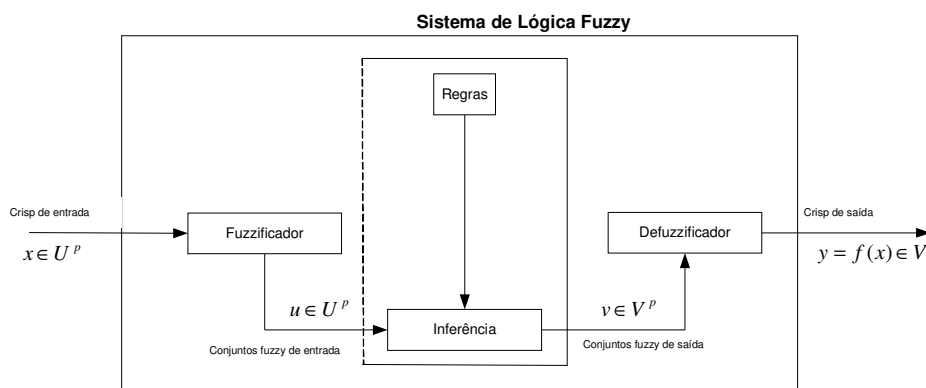 Sistema de Lógica Fuzzy
Regras
Crisp de entrada
x ∈ U^p
Fuzzificador
Defuzzificador
Crisp de saída
y = f(x) ∈ V
u ∈ U^p
Inferência
v ∈ V^p
Conjuntos fuzzy de entrada
Conjuntos fuzzy de saída